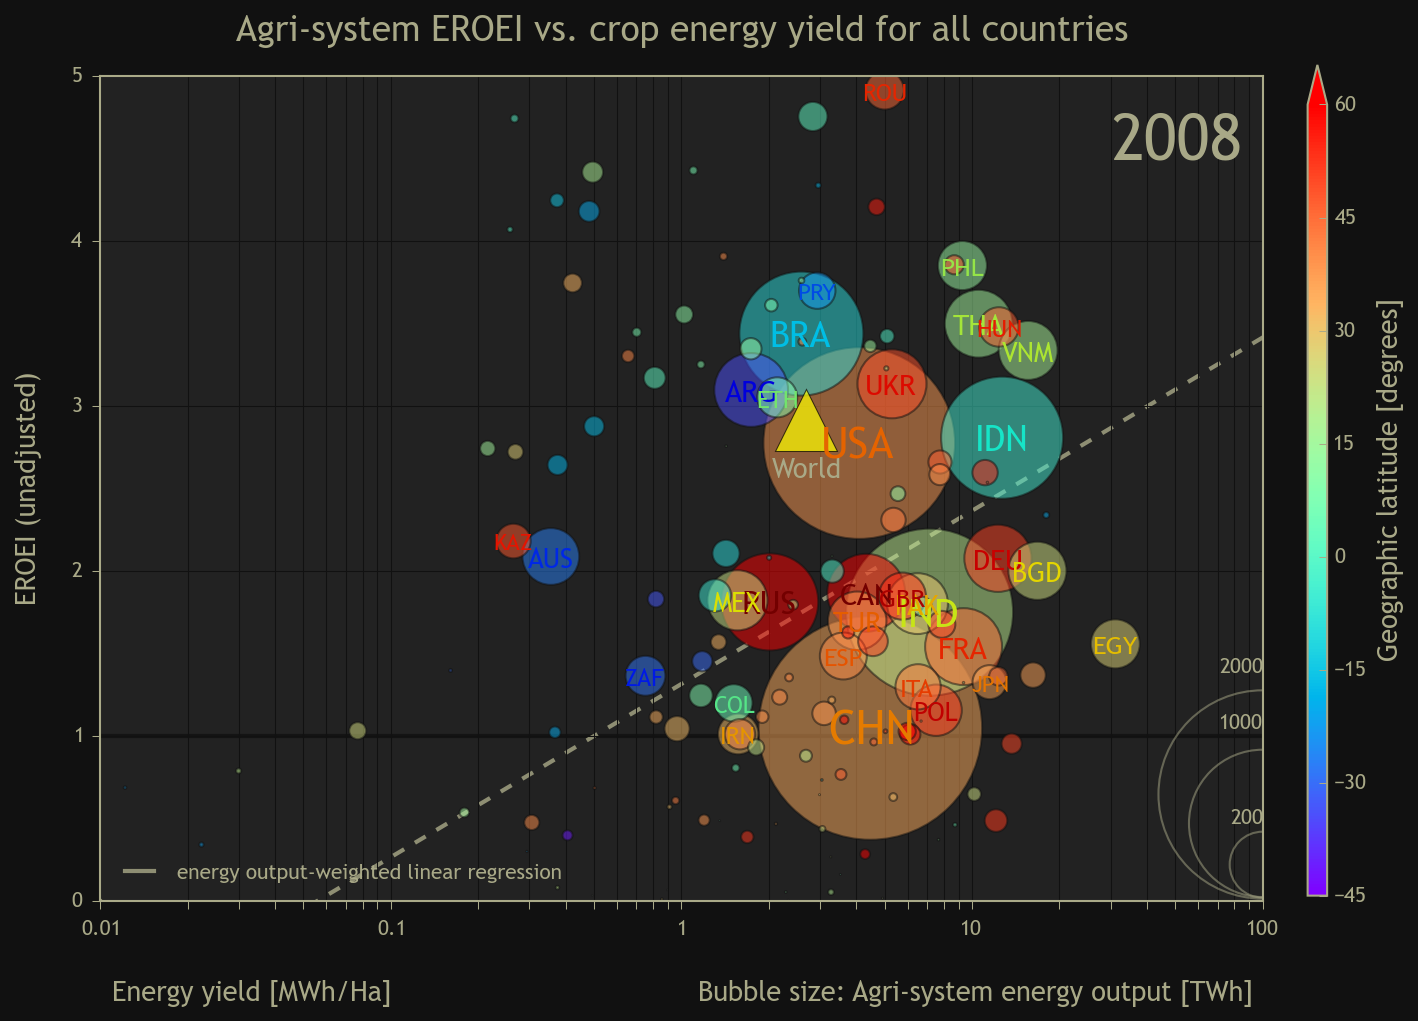 Agri-system EROEI vs. crop energy yield for all countries
2008
EROEI (unadjusted)
5
4
3
2
1
0
ROU
PHL
PRY
THA
HUN
BRA
VNM
UKR
ARG
ETH
USA
IDN
World
KAZ
AUS
DEU
BGD
MEX
RUS
CAN
GBR
PAK
IND
TUR
FRA
EGY
ESP
ZAF
ITA
JPN
COL
POL
IRN
CHN
2000
1000
200
energy output-weighted linear regression
0.01
0.1
1
10
100
Energy yield [MWh/Ha]
Bubble size: Agri-system energy output [TWh]
60
45
30
15
0
−15
−30
−45
Geographic latitude [degrees]